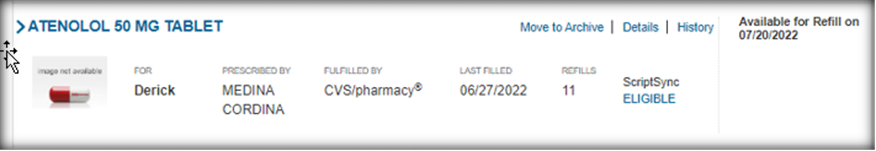 ATENOLOL 50 MG TABLET
Move to Archive | Details | History
Available for Refill on
07/20/2022
image not available
FOR
Derick
PRESCRIBED BY
MEDINA
CORDINA
FULFILLED BY
CVS/pharmacy®
LAST FILLED
06/27/2022
REFILLS
11
ScriptSync
ELIGIBLE